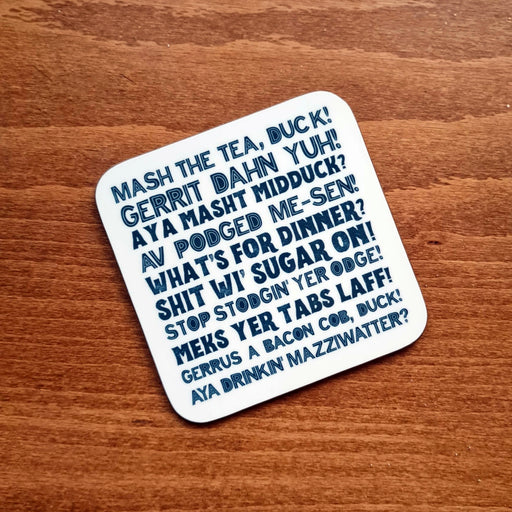 MASH THE TEA, DUCK!
GERRIT DAHN YUH!
AYA MASHT MIDDUCK?
AV PODGED ME-SEN!
WHAT'S FOR DINNER?
SHIT WI' SUGAR ON!
STOP STODGIN' YER ODGE!
MEKS YER TABS LAFF!
GERRUS A BACON COB, DUCK!
AYA DRINKIN' MAZZIWATTER?